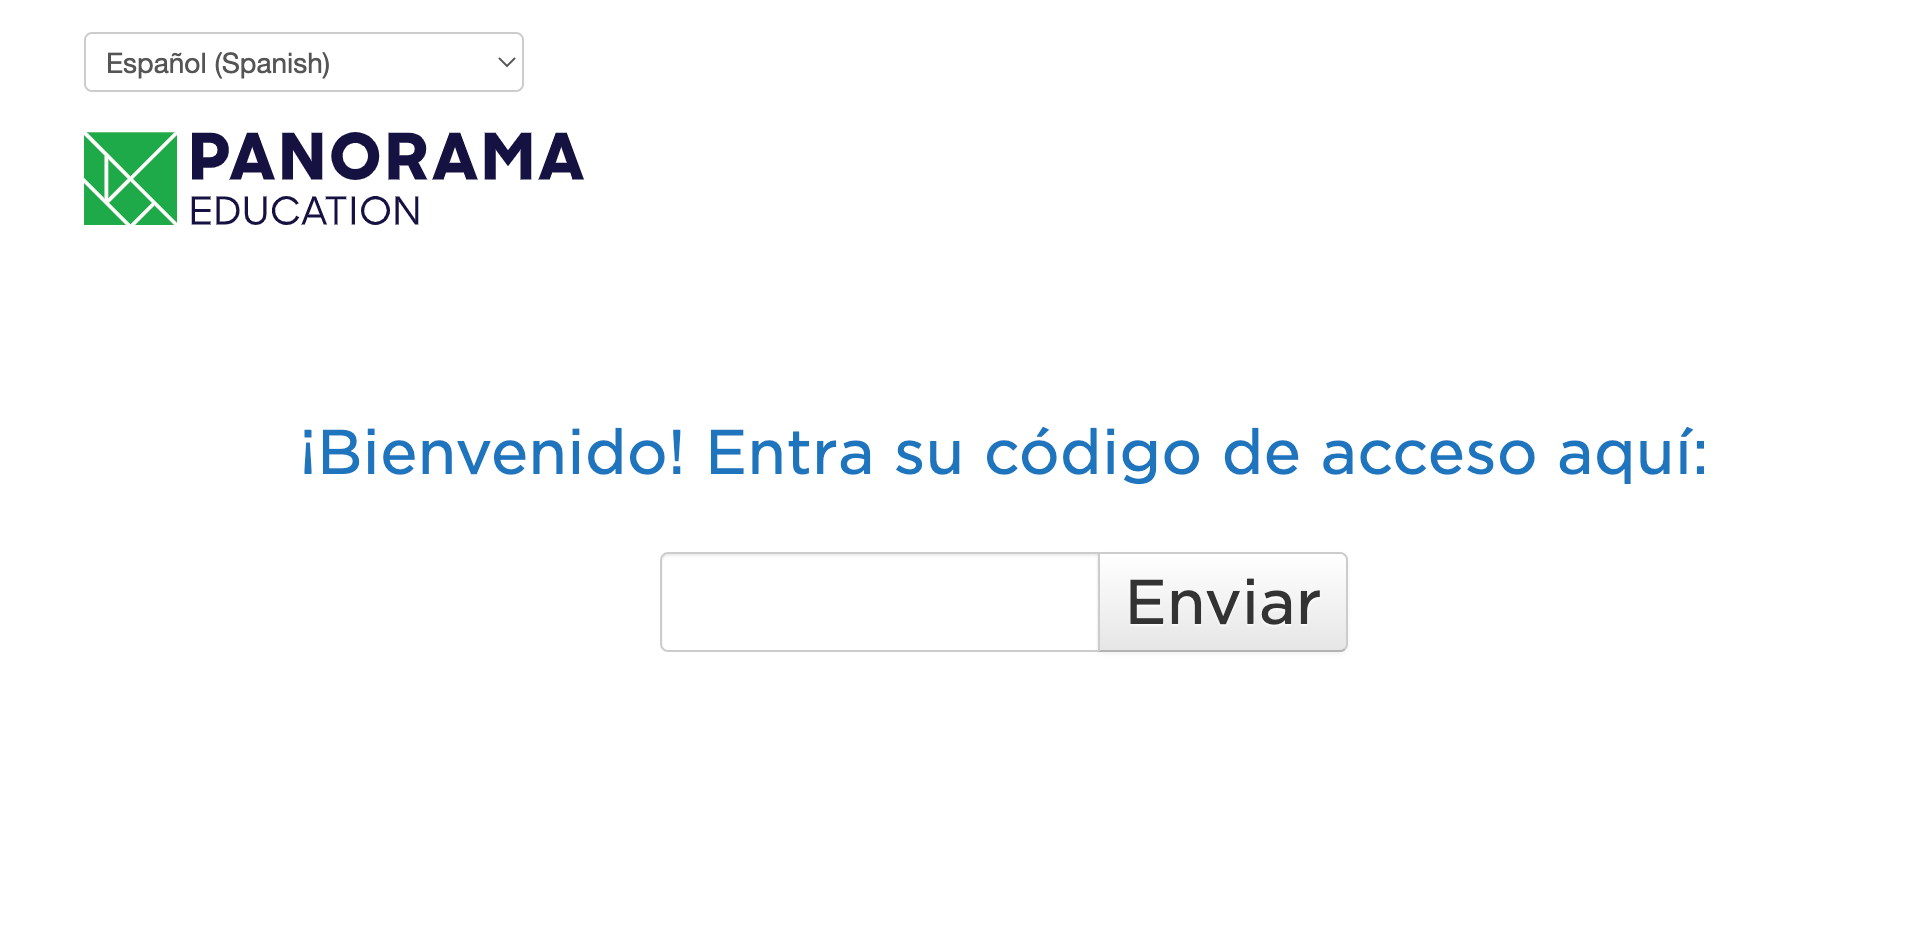 Español (Spanish)
PANORAMA
EDUCATION
¡Bienvenido! Entra su código de acceso aquí:
Enviar